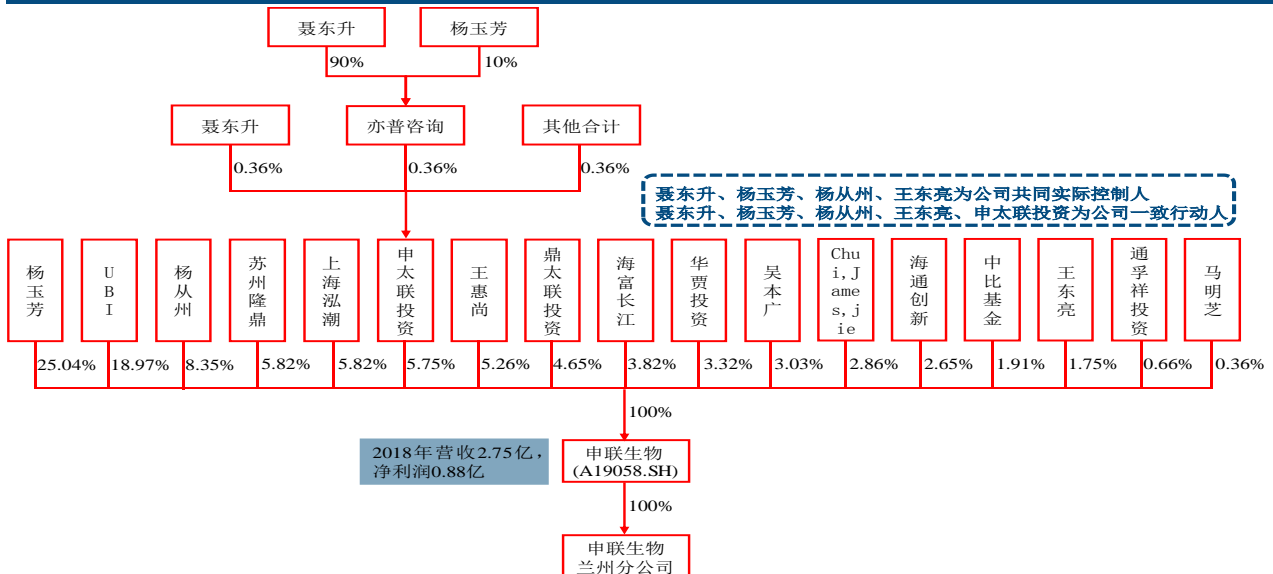 聂东升
杨玉芳
90%
10%
聂东升
亦普咨询
其他合计
0.36%
0.36%
0.36%
聂东升、杨玉芳、杨从州、王东亮为公司共同实际控制人
聂东升、杨玉芳、杨从州、王东亮、申太联投资为公司一致行动人
杨玉芳
UBI
杨从州
苏州隆鼎
上海泓潮
申太联投资
王惠尚
鼎太联投资
海富长江
华贾投资
吴本广
Chu
i,J
ame
s,j
ie
海通创新
中比基金
王东亮
通孚祥投资
马明芝
25.04%
18.97%
8.35%
5.82%
5.82%
5.75%
5.26%
4.65%
3.82%
3.32%
3.03%
2.86%
2.65%
1.91%
1.75%
0.66%
0.36%
100%
2018年营收2.75亿，
净利润0.88亿
申联生物
(A19058.SH)
100%
申联生物
兰州分公司